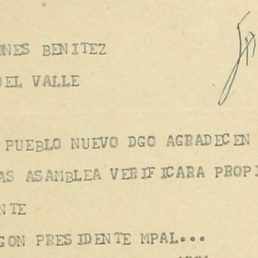 ONES BENITEZ
DEL VALLE
PUEBLO NUEVO DGO AGRADECEN
AS ASAMBLEA VERIFICARA PROPI
NTE
GON PRESIDENTE MPAL...